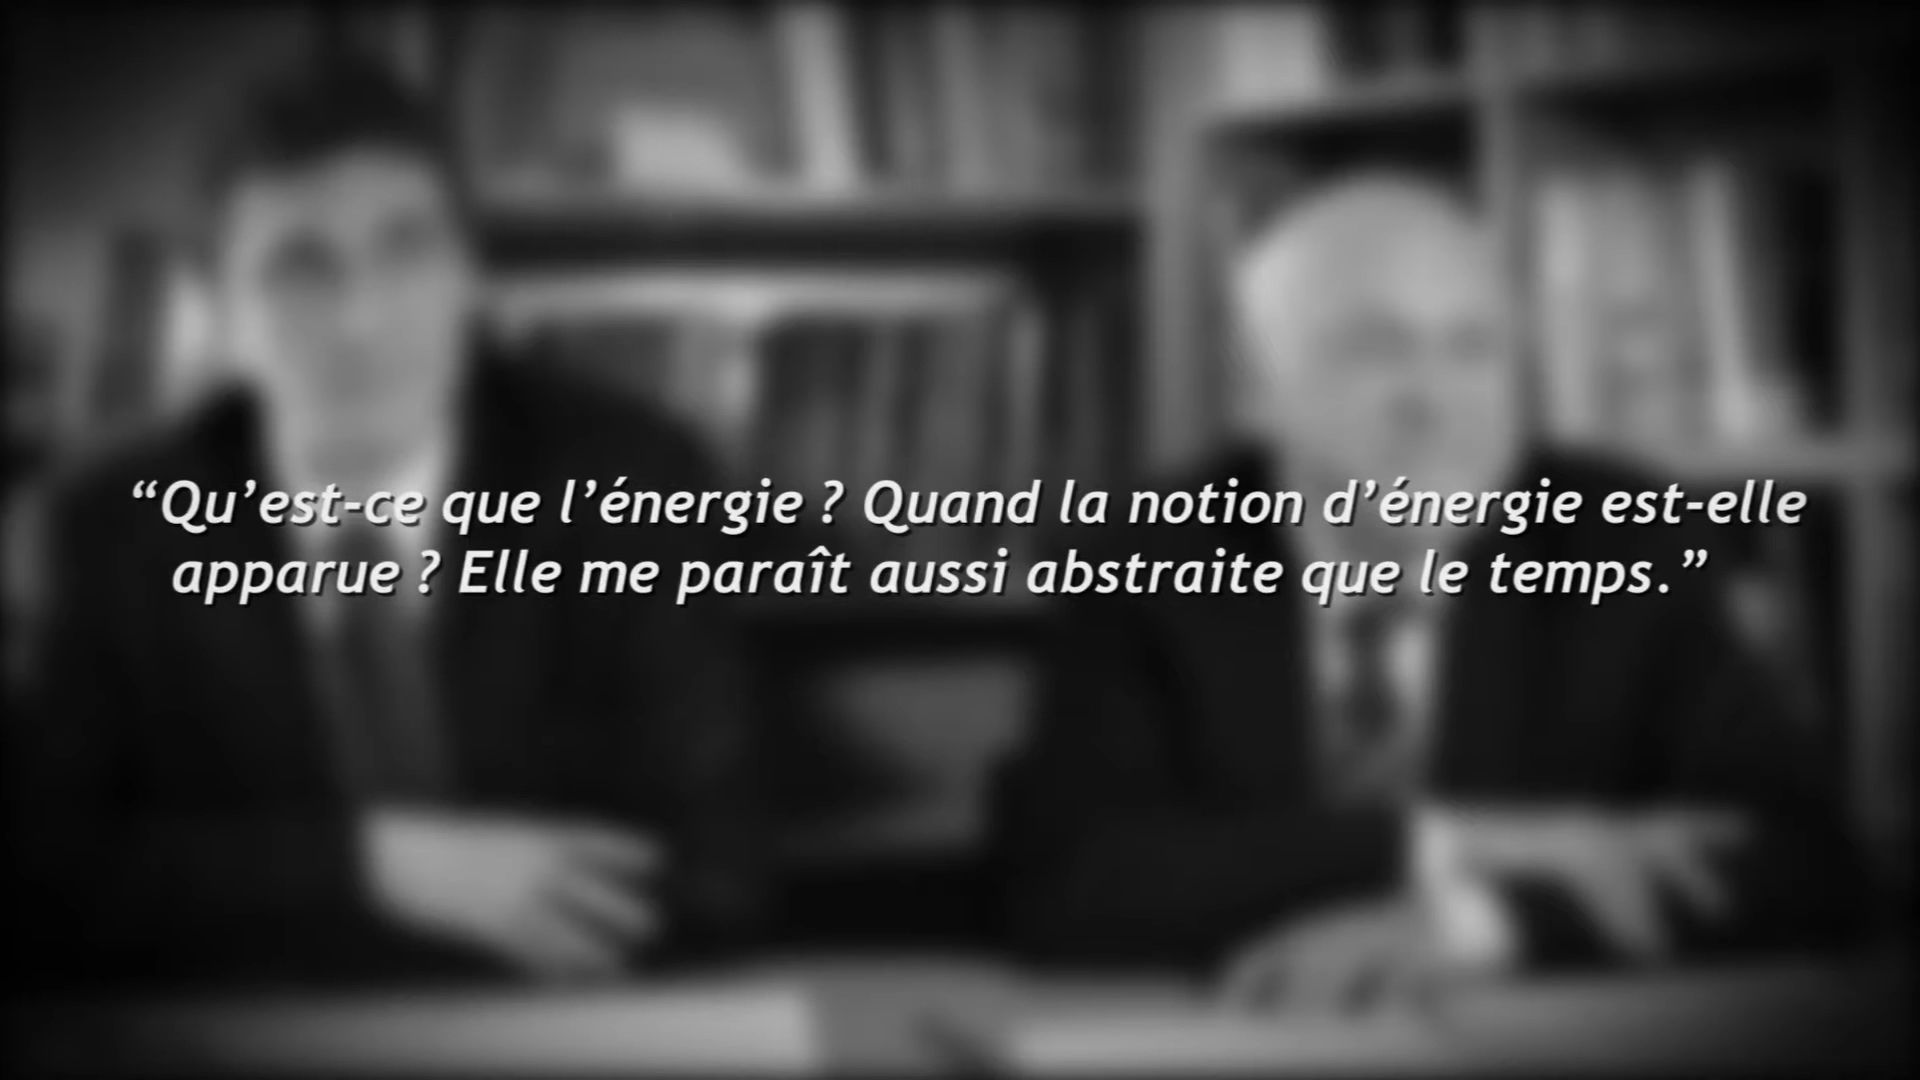 “Qu’est-ce que l’énergie ? Quand la notion d’énergie est-elle
apparue ? Elle me paraît aussi abstraite que le temps.”